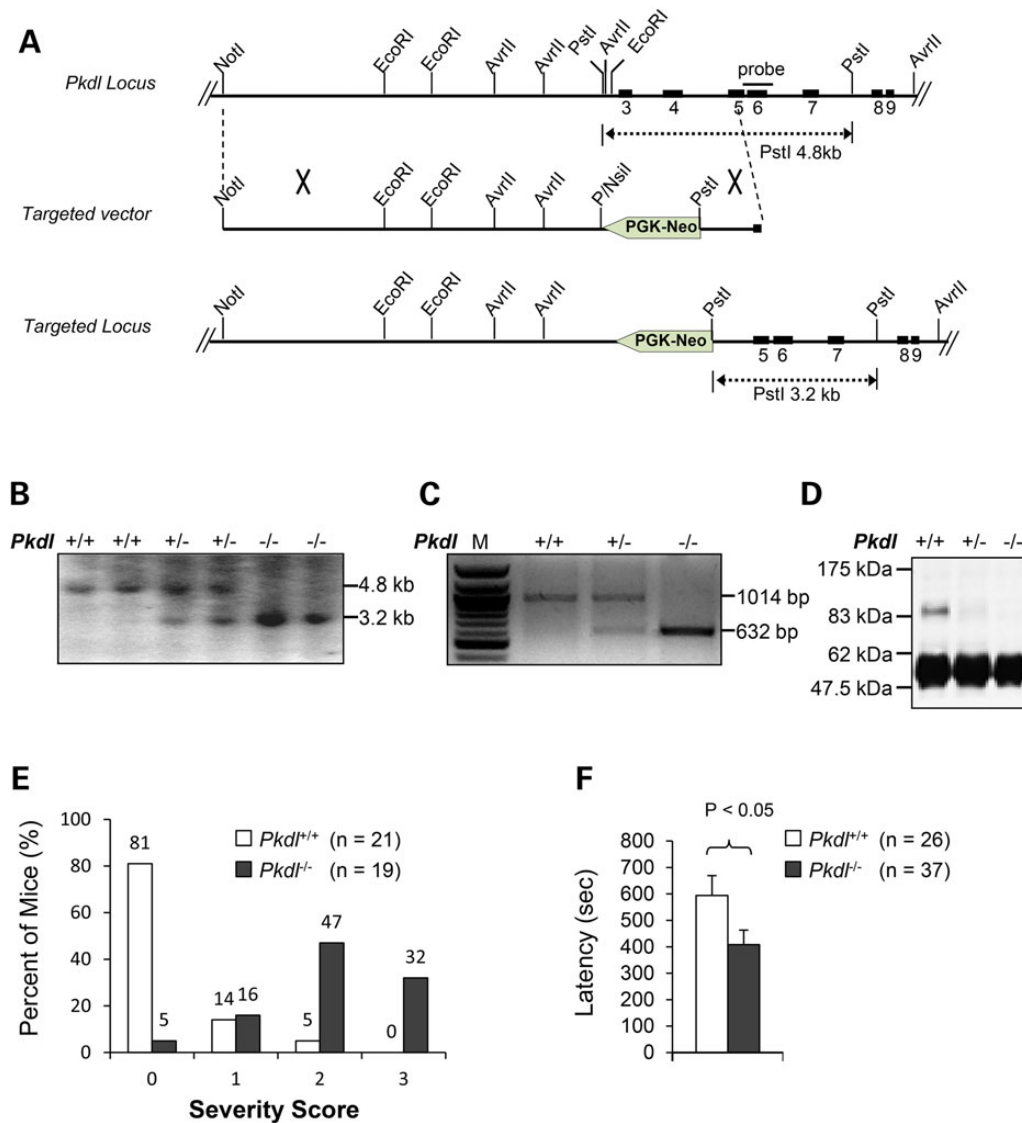 A
NotI EcoRI EcoRI AvrII AvrII PstI AvrII EcoRI PstI AvrII
probe
Pkdl Locus
3 4 5 6 7 8 9
PstI 4.8kb
X X
NotI EcoRI EcoRI AvrII AvrII P/NsiI PstI
Targeted vector
PGK-Neo
NotI EcoRI EcoRI AvrII AvrII PstI PstI AvrII
Targeted Locus
PGK-Neo
5 6 7 8 9
PstI 3.2 kb
B
Pkdl +/+ +/+ +/- +/- -/- -/-
4.8 kb
3.2 kb
C
Pkdl M +/+ +/- -/-
1014 bp
632 bp
D
Pkdl +/+ +/- -/-
175 kDa
83 kDa
62 kDa
47.5 kDa
E
Percent of Mice (%)
100
80
60
40
20
0
81 5 14 16 5 47 0 32
Pkdl+/+ (n = 21)
Pkdl-/- (n = 19)
0 1 2 3
Severity Score
F
P < 0.05
Latency (sec)
800
700
600
500
400
300
200
100
0
Pkdl+/+ (n = 26)
Pkdl-/- (n = 37)